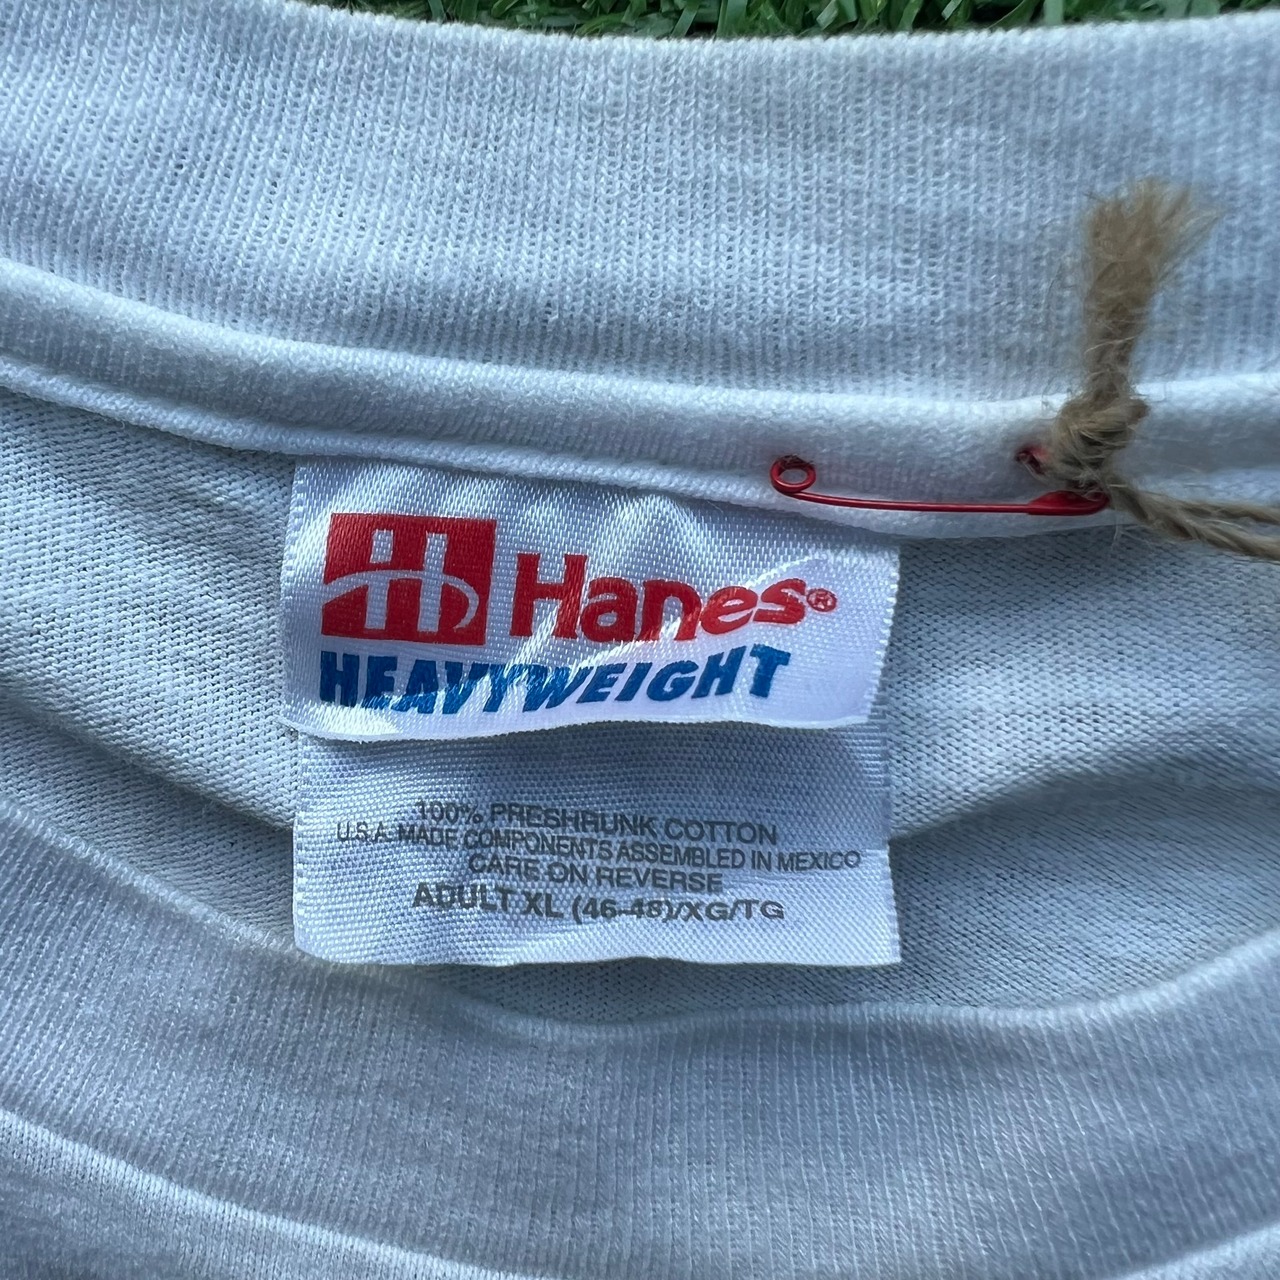 H Hanes®
HEAVYWEIGHT
100% PRESHRUNK COTTON
U.S.A. MADE COMPONENTS ASSEMBLED IN MEXICO
CARE ON REVERSE
ADULT XL (46-48)/XG/TG